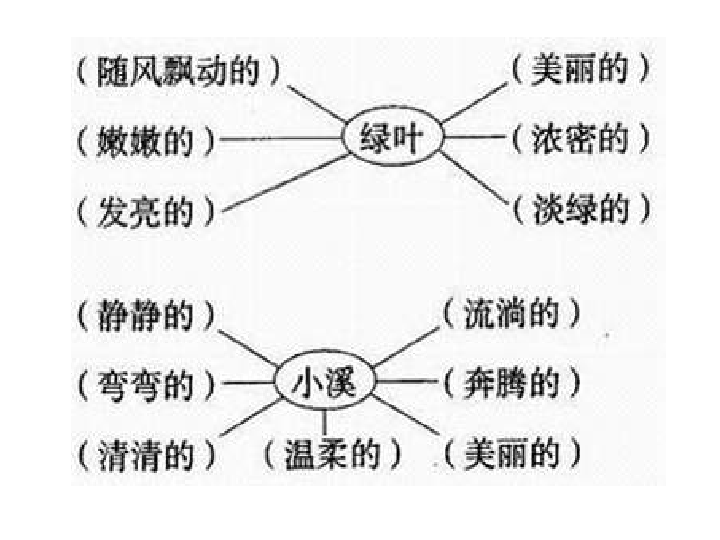 （随风飘动的） （美丽的）
（嫩嫩的） 绿叶 （浓密的）
（发亮的） （淡绿的）
（静静的） （流淌的）
（弯弯的） 小溪 （奔腾的）
（清清的） （温柔的） （美丽的）